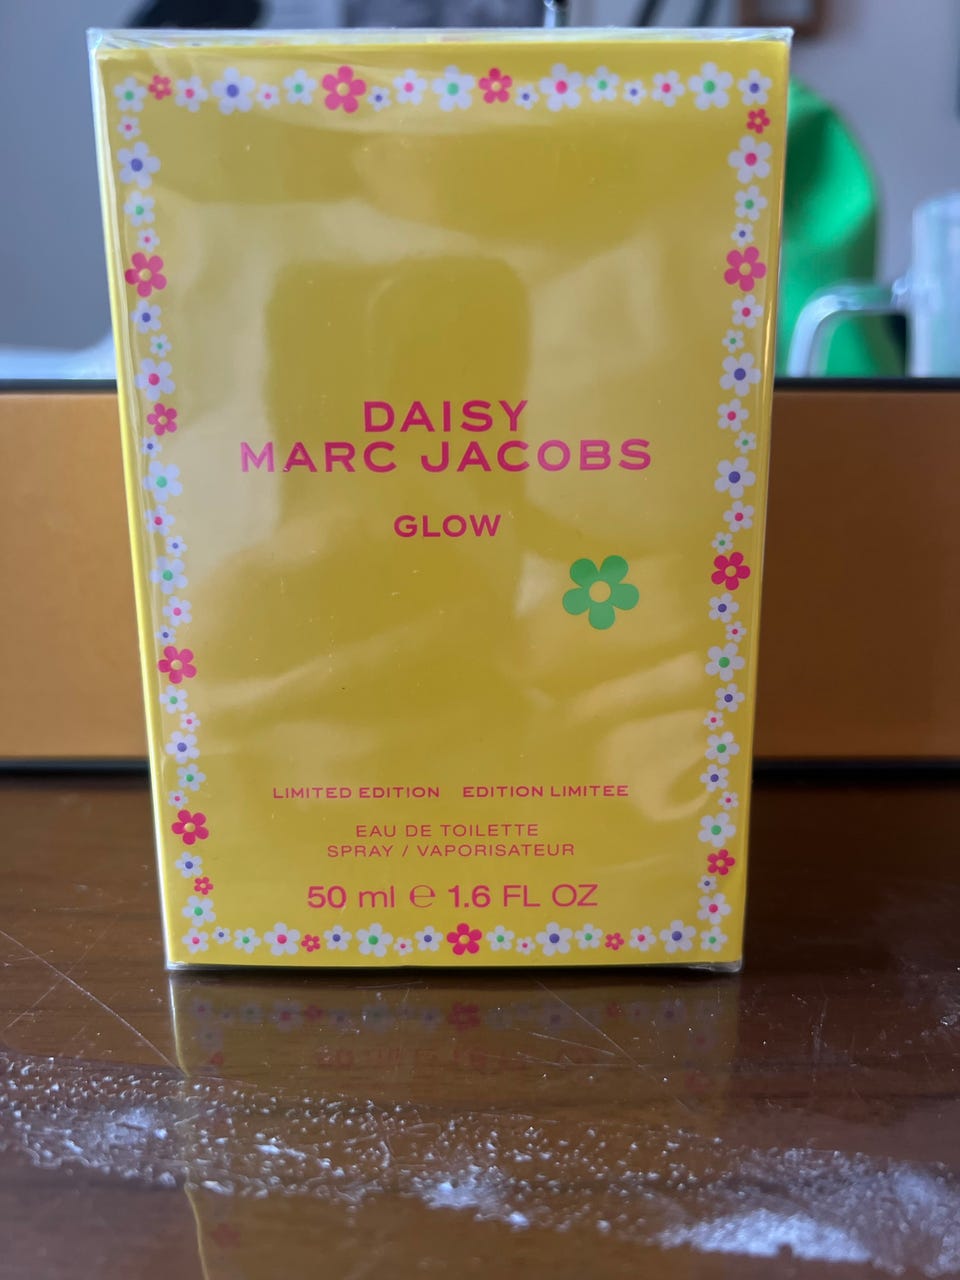 DAISY
MARC JACOBS
GLOW
LIMITED EDITION EDITION LIMITEE
EAU DE TOILETTE
SPRAY / VAPORISATEUR
50 ml ℮ 1.6 FL OZ